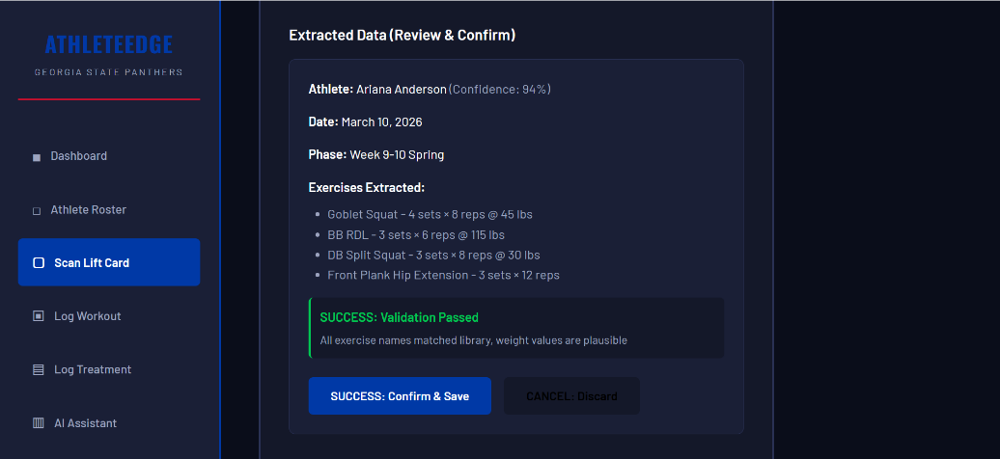 ATHLETEEDGE
GEORGIA STATE PANTHERS
Dashboard
Athlete Roster
Scan Lift Card
Log Workout
Log Treatment
AI Assistant
Extracted Data (Review & Confirm)
Athlete: Ariana Anderson (Confidence: 94%)
Date: March 10, 2026
Phase: Week 9-10 Spring
Exercises Extracted:
• Goblet Squat - 4 sets × 8 reps @ 45 lbs
• BB RDL - 3 sets × 6 reps @ 115 lbs
• DB Split Squat - 3 sets × 8 reps @ 30 lbs
• Front Plank Hip Extension - 3 sets × 12 reps
SUCCESS: Validation Passed
All exercise names matched library, weight values are plausible
SUCCESS: Confirm & Save
CANCEL: Discard